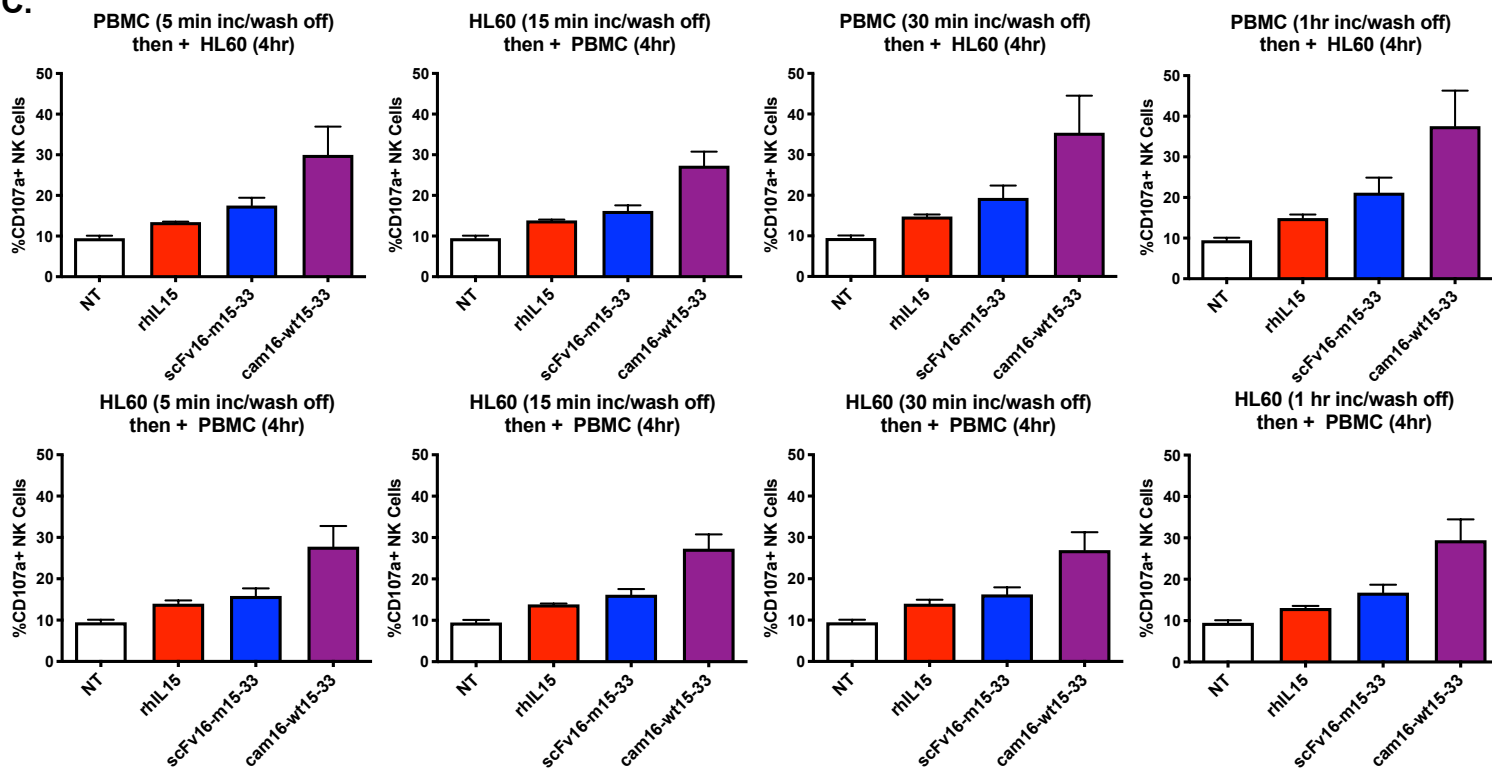 C.
PBMC (5 min inc/wash off)
then + HL60 (4hr)
%CD107a+ NK Cells
50
40
30
20
10
0
NT
rhIL15
scFv16-m15-33
cam16-wt15-33
HL60 (15 min inc/wash off)
then + PBMC (4hr)
%CD107a+ NK Cells
50
40
30
20
10
0
NT
rhIL15
scFv16-m15-33
cam16-wt15-33
PBMC (30 min inc/wash off)
then + HL60 (4hr)
%CD107a+ NK Cells
50
40
30
20
10
0
NT
rhIL15
scFv16-m15-33
cam16-wt15-33
PBMC (1hr inc/wash off)
then + HL60 (4hr)
%CD107a+ NK Cells
50
40
30
20
10
0
NT
rhIL15
scFv16-m15-33
cam16-wt15-33
HL60 (5 min inc/wash off)
then + PBMC (4hr)
%CD107a+ NK Cells
50
40
30
20
10
0
NT
rhIL15
scFv16-m15-33
cam16-wt15-33
HL60 (15 min inc/wash off)
then + PBMC (4hr)
%CD107a+ NK Cells
50
40
30
20
10
0
NT
rhIL15
scFv16-m15-33
cam16-wt15-33
HL60 (30 min inc/wash off)
then + PBMC (4hr)
%CD107a+ NK Cells
50
40
30
20
10
0
NT
rhIL15
scFv16-m15-33
cam16-wt15-33
HL60 (1 hr inc/wash off)
then + PBMC (4hr)
%CD107a+ NK Cells
50
40
30
20
10
0
NT
rhIL15
scFv16-m15-33
cam16-wt15-33